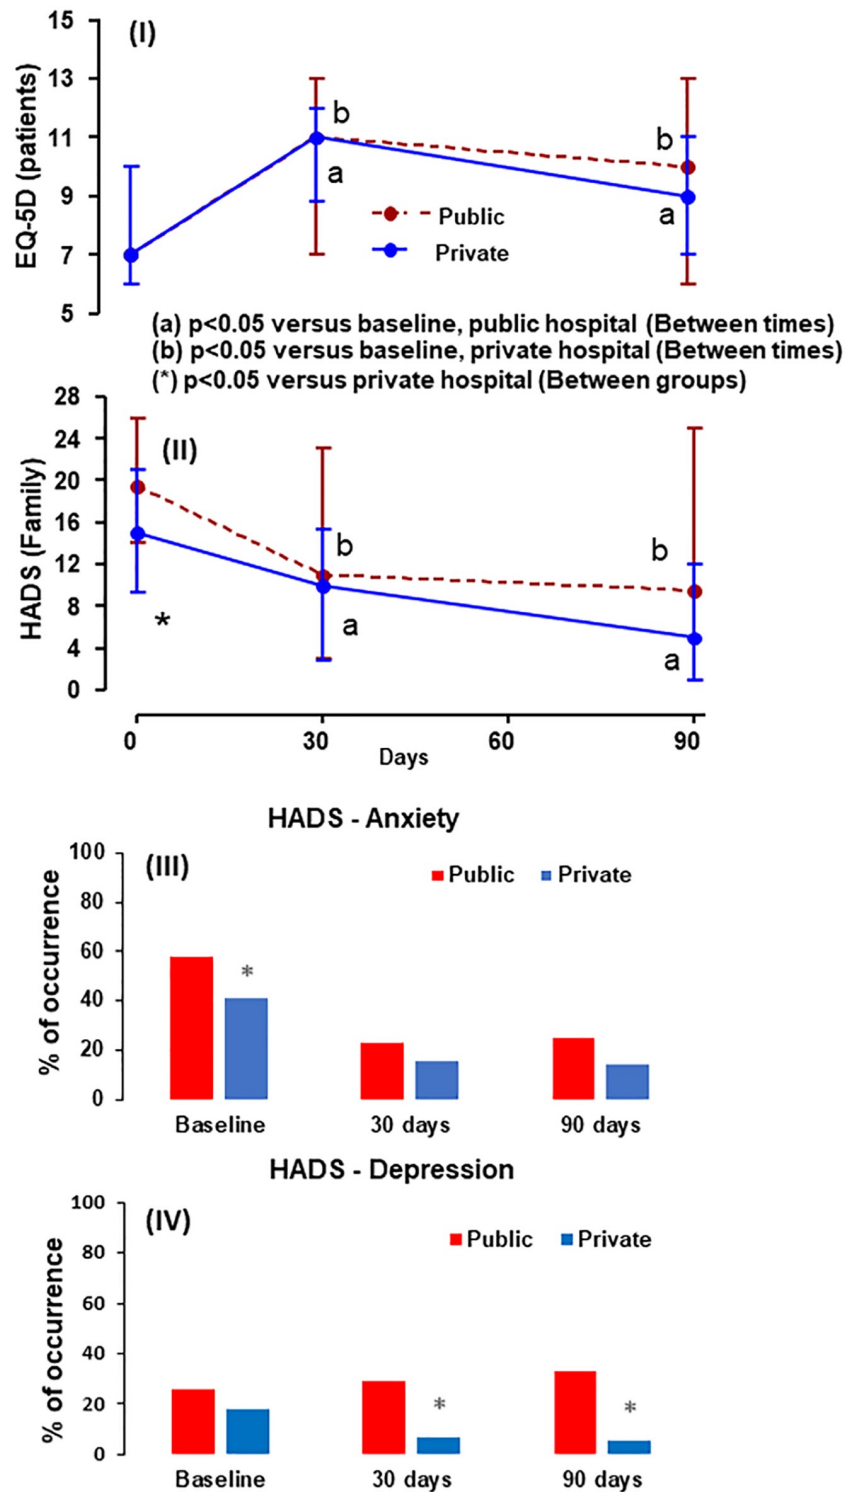 (I)
EQ-5D (patients)
15
13
11
9
7
5
b
a
b
a
Public
Private
(a) p<0.05 versus baseline, public hospital (Between times)
(b) p<0.05 versus baseline, private hospital (Between times)
(*) p<0.05 versus private hospital (Between groups)
(II)
HADS (Family)
28
24
20
16
12
8
4
0
*
b
a
b
a
0 30 60 90
Days
HADS - Anxiety
(III)
Public Private
% of occurrence
100
80
60
40
20
0
*
Baseline 30 days 90 days
HADS - Depression
(IV)
Public Private
% of occurrence
100
80
60
40
20
0
* *
Baseline 30 days 90 days